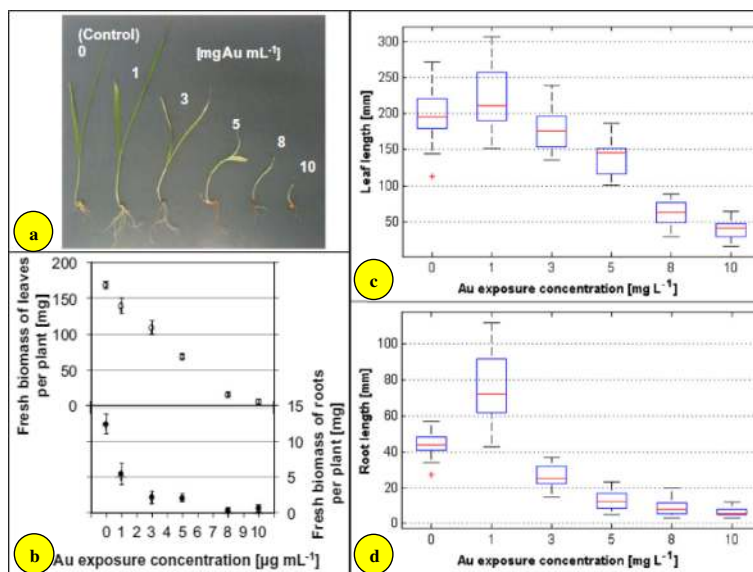 (Control)
0
[mgAu mL⁻¹]
1
3
5
8
10
a
200
150
100
50
0
Fresh biomass of leaves
per plant [mg]
15
10
5
0
Fresh biomass of roots
per plant [mg]
0 1 2 3 4 5 6 7 8 9 10
Au exposure concentration [µg mL⁻¹]
b
300
250
200
150
100
50
Leaf length [mm]
0 1 3 5 8 10
Au exposure concentration [mg L⁻¹]
c
100
80
60
40
20
0
Root length [mm]
0 1 3 5 8 10
Au exposure concentration [mg L⁻¹]
d